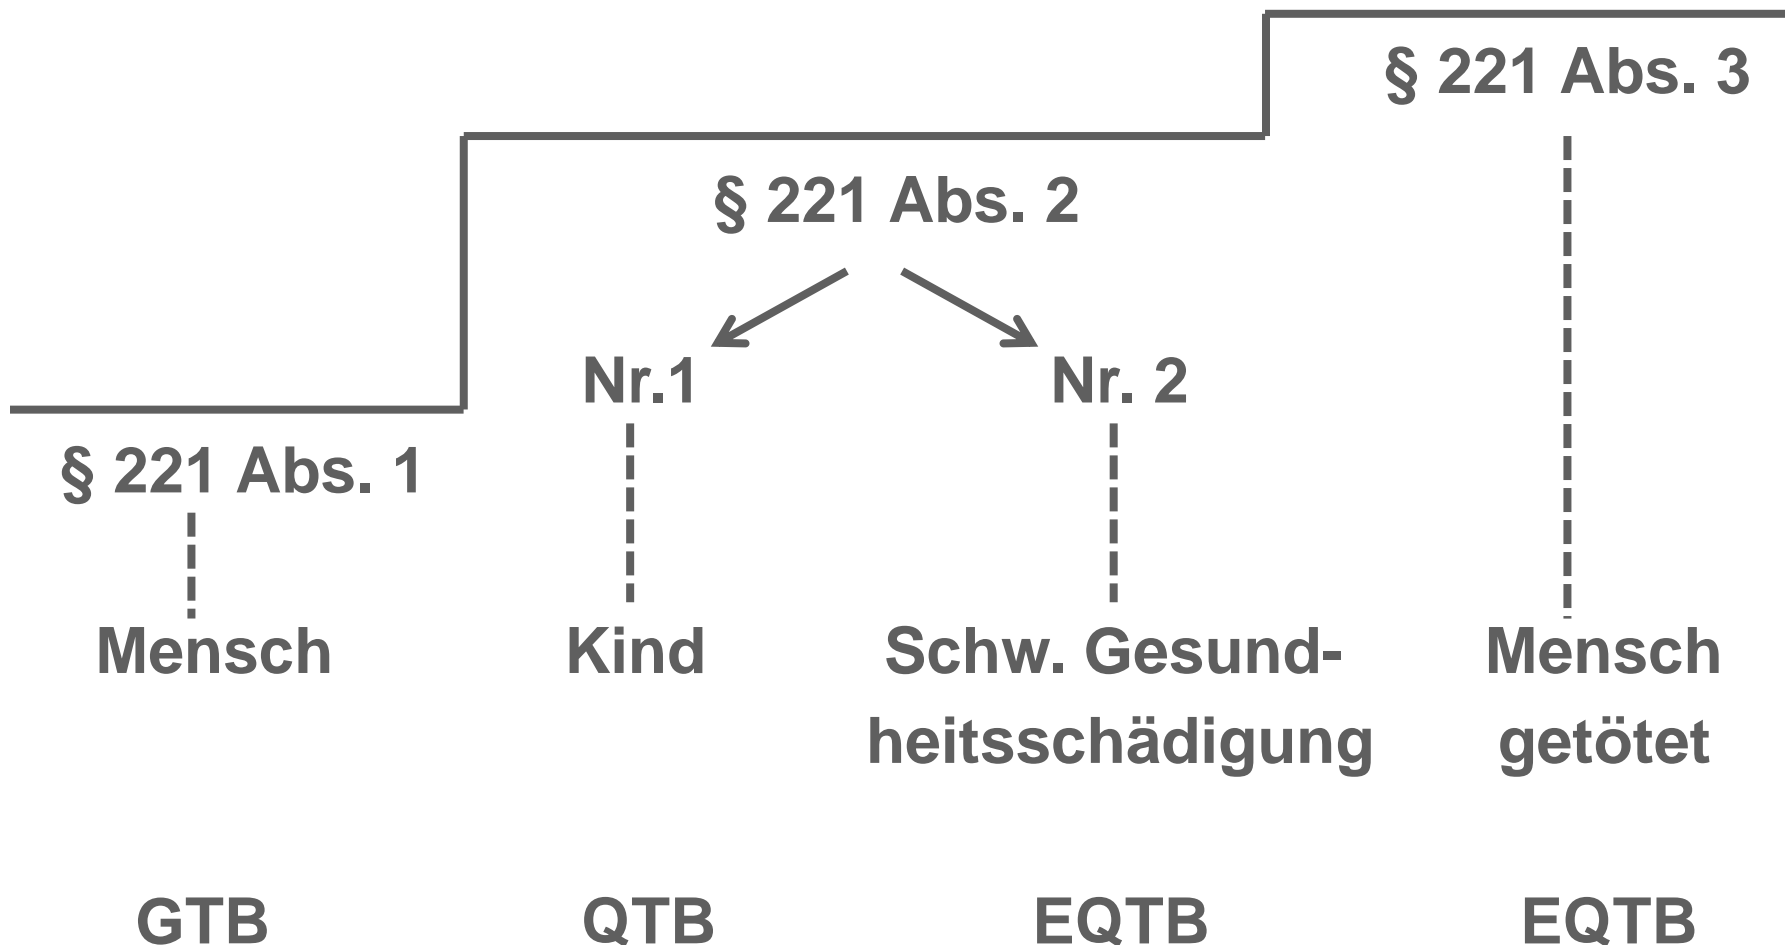 § 221 Abs. 3
§ 221 Abs. 2
Nr.1 Nr. 2
§ 221 Abs. 1
Mensch Kind Schw. Gesund- Mensch
heitsschädigung getötet
GTB QTB EQTB EQTB